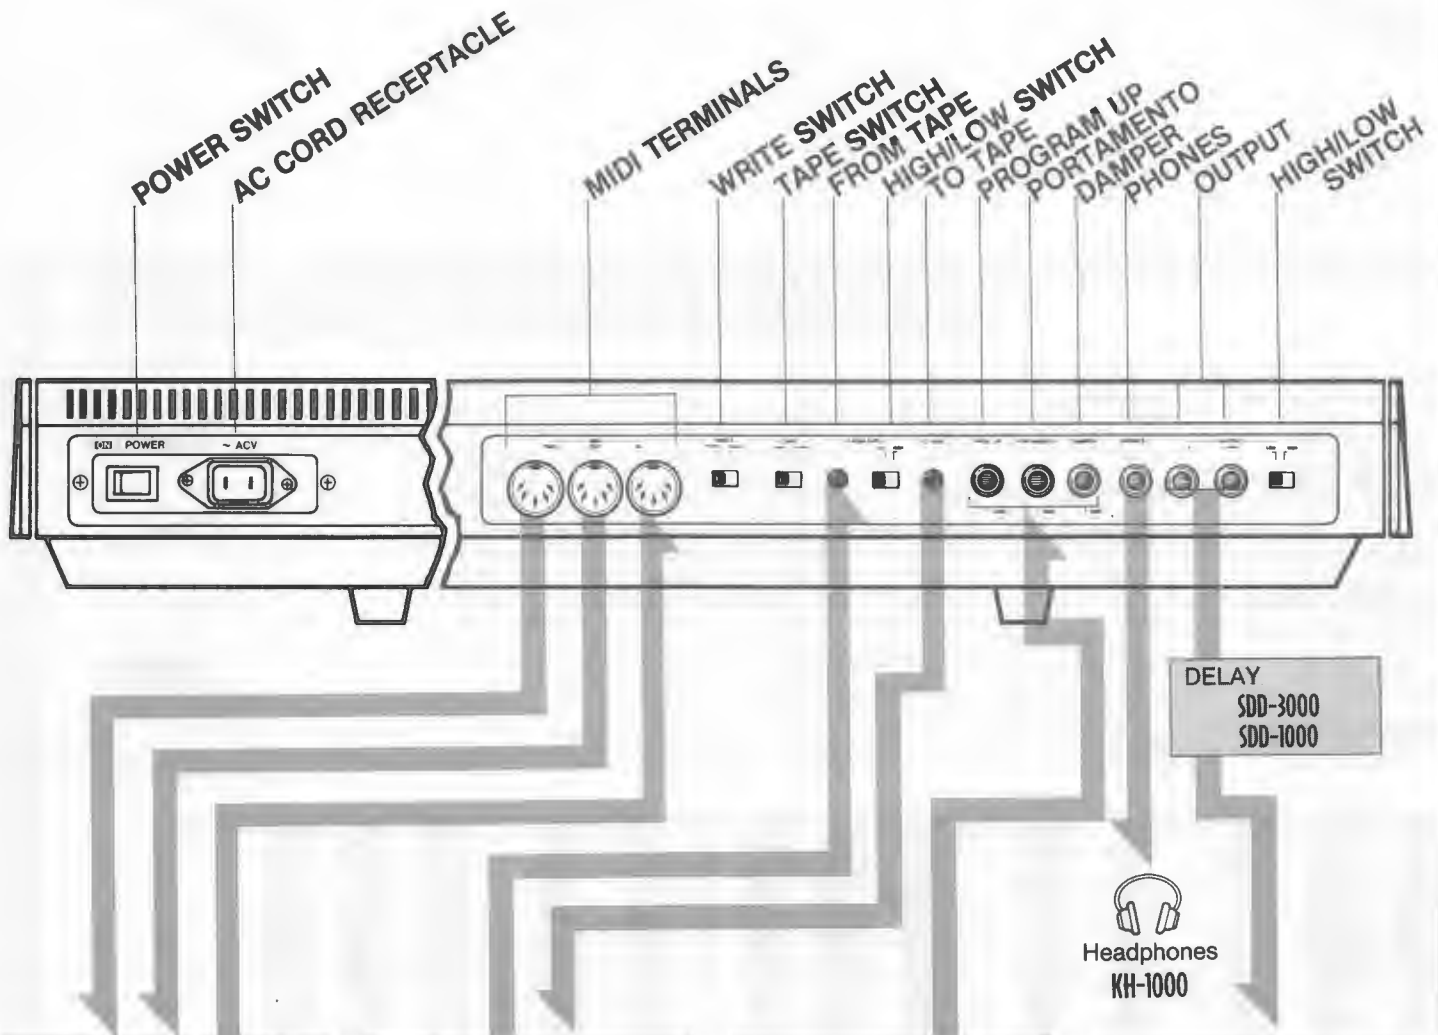 POWER SWITCH
AC CORD RECEPTACLE
MIDI TERMINALS
WRITE SWITCH
TAPE SWITCH
FROM TAPE
HIGH/LOW SWITCH
TO TAPE
PROGRAM UP
PORTAMENTO
DAMPER
PHONES
OUTPUT
HIGH/LOW
SWITCH
ON POWER
~ ACV
DELAY
SDD-3000
SDD-1000
Headphones
KH-1000